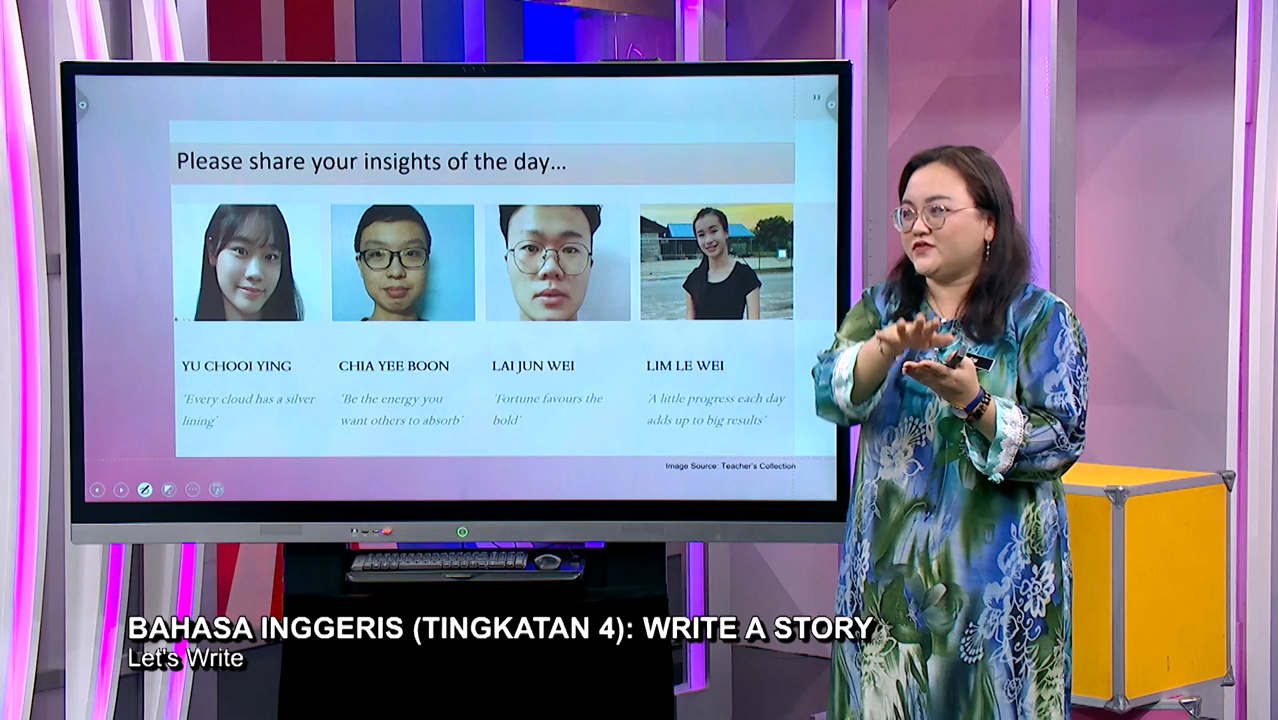 33
Please share your insights of the day...
YU CHOOI YING
CHIA YEE BOON
LAI JUN WEI
LIM LE WEI
'Every cloud has a silver
lining'
'Be the energy you
want others to absorb'
'Fortune favours the
bold'
'A little progress each day
adds up to big results'
Image Source: Teacher's Collection
BAHASA INGGERIS (TINGKATAN 4): WRITE A STORY
Let's Write